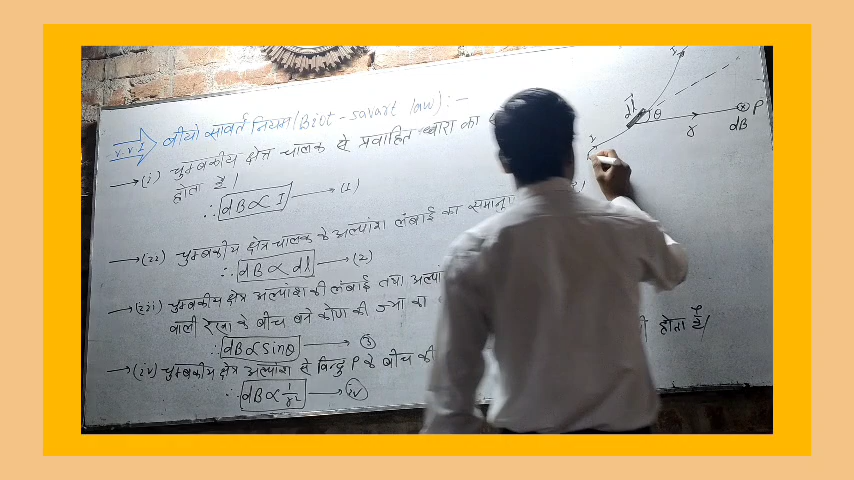 V.V.I बीयो सावर्त नियम (Biot-savart law) :-
(i) चुम्बकीय क्षेत्र चालक से प्रवाहित धारा का
होता है।
∴ dB ∝ I → (1)
(ii) चुम्बकीय क्षेत्र चालक के अल्पांश लंबाई का समानु
∴ dB ∝ dl → (2)
(iii) चुम्बकीय क्षेत्र अल्पांश की लंबाई तथा अल्पां
वाली रेखा के बीच बने कोण की ज्या का होता है।
∴ dB ∝ sinθ → (3)
(iv) चुम्बकीय क्षेत्र अल्पांश से बिन्दु P के बीच की
∴ dB ∝ 1/r² → (iv)
dl
θ
r
P
dB